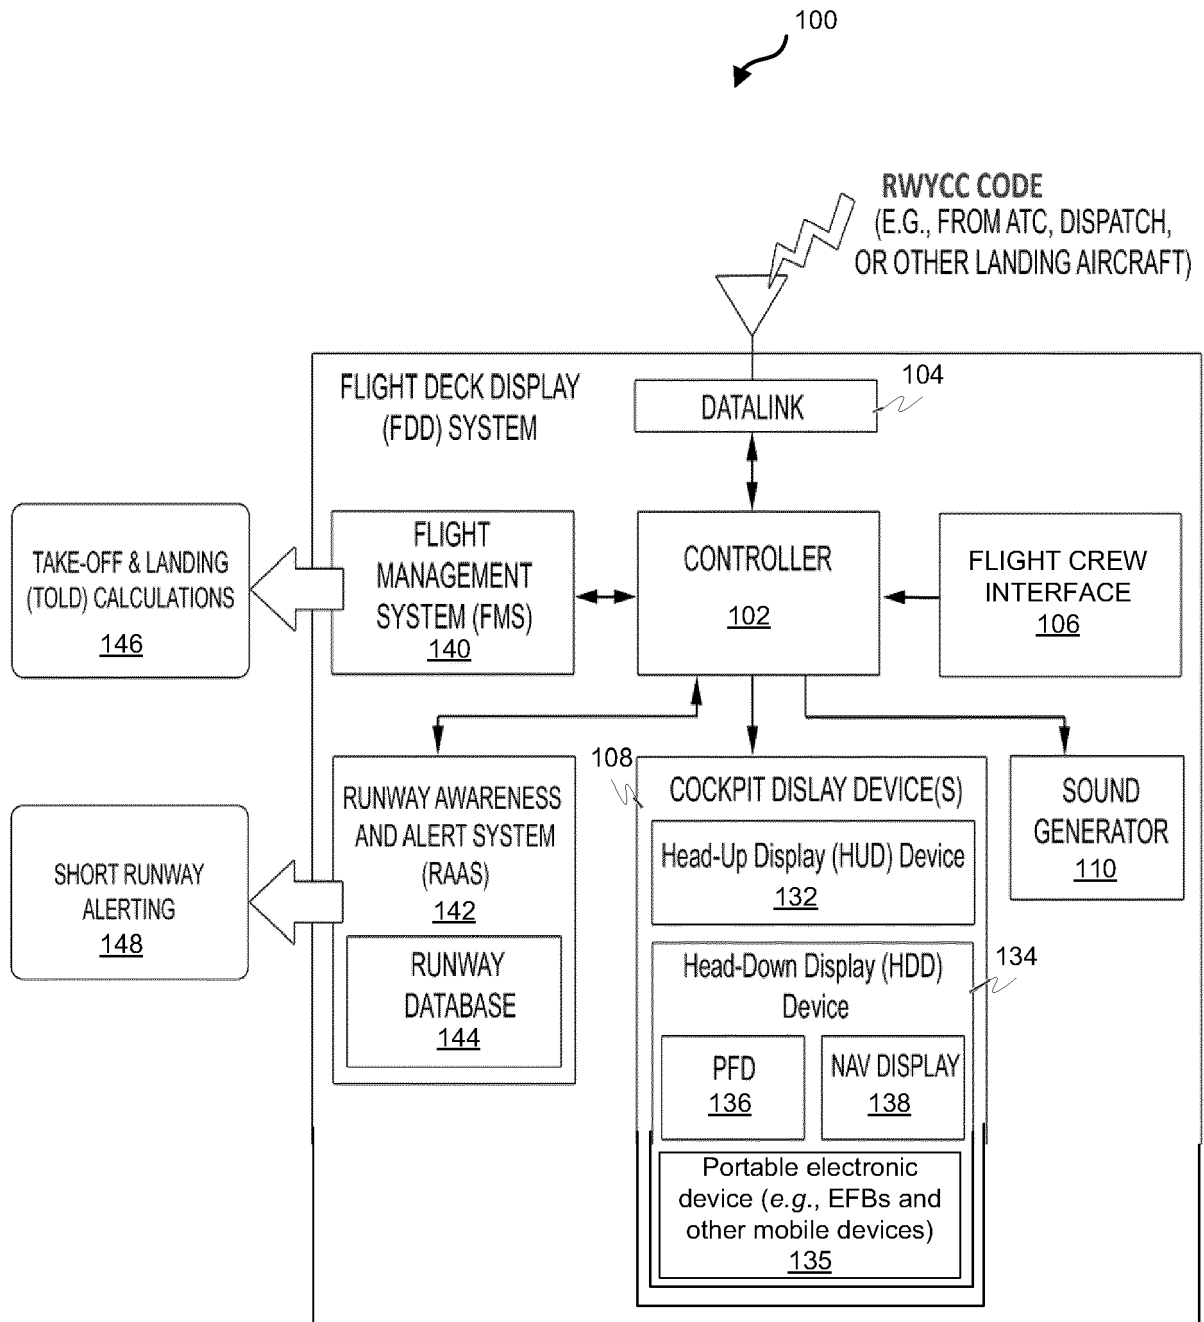 100
RWYCC CODE
(E.G., FROM ATC, DISPATCH,
OR OTHER LANDING AIRCRAFT)
FLIGHT DECK DISPLAY
(FDD) SYSTEM
104
DATALINK
TAKE-OFF & LANDING
(TOLD) CALCULATIONS
146
FLIGHT
MANAGEMENT
SYSTEM (FMS)
140
CONTROLLER
102
FLIGHT CREW
INTERFACE
106
SHORT RUNWAY
ALERTING
148
RUNWAY AWARENESS
AND ALERT SYSTEM
(RAAS)
142
RUNWAY
DATABASE
144
108
COCKPIT DISLAY DEVICE(S)
Head-Up Display (HUD) Device
132
Head-Down Display (HDD)
Device
134
PFD
136
NAV DISPLAY
138
Portable electronic
device (e.g., EFBs and
other mobile devices)
135
SOUND
GENERATOR
110